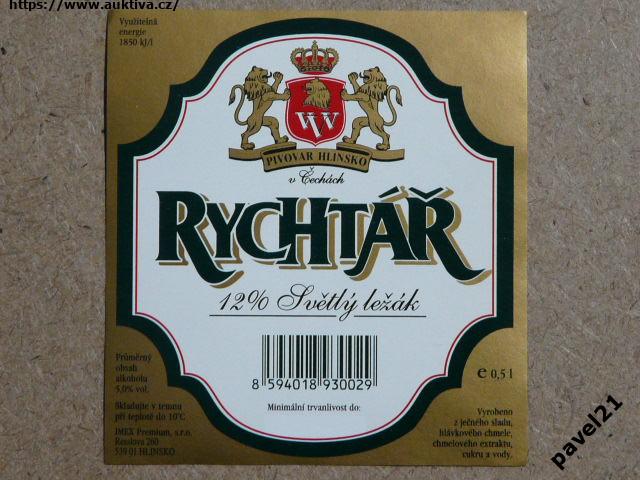 https://www.auktiva.cz/
Využitelná
energie
1850 kJ/l
VVV
PIVOVAR HLINSKO
v Čechách
RYCHTÁŘ
12% Světlý ležák
8 594018 930029
Minimální trvanlivost do:
Průměrný
obsah
alkoholu
5,0% vol.
Skladujte v temnu
při teplotě do 10°C
IMEX Premium, s.r.o.
Resslova 260
539 01 HLINSKO
e 0,5 l
Vyrobeno
z ječného sladu,
hlávkového chmele,
chmelového extraktu,
cukru a vody.
pavel21